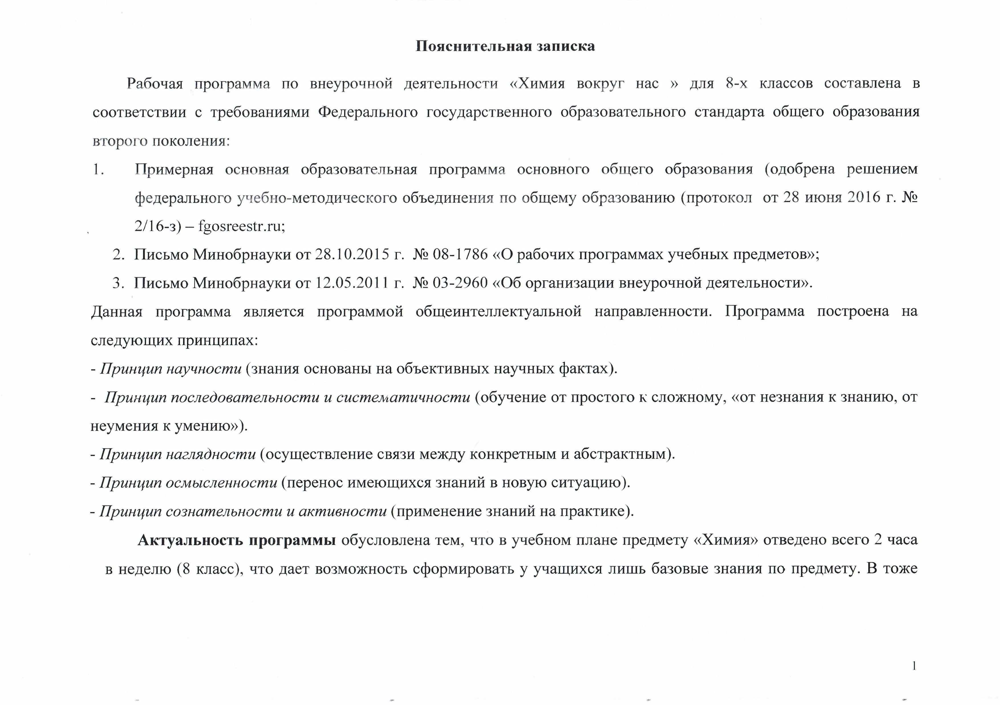 Пояснительная записка
Рабочая программа по внеурочной деятельности «Химия вокруг нас » для 8-х классов составлена в
соответствии с требованиями Федерального государственного образовательного стандарта общего образования
второго поколения:
1. Примерная основная образовательная программа основного общего образования (одобрена решением
федерального учебно-методического объединения по общему образованию (протокол от 28 июня 2016 г. №
2/16-з) – fgosreestr.ru;
2. Письмо Минобрнауки от 28.10.2015 г. № 08-1786 «О рабочих программах учебных предметов»;
3. Письмо Минобрнауки от 12.05.2011 г. № 03-2960 «Об организации внеурочной деятельности».
Данная программа является программой общеинтеллектуальной направленности. Программа построена на
следующих принципах:
- Принцип научности (знания основаны на объективных научных фактах).
- Принцип последовательности и систематичности (обучение от простого к сложному, «от незнания к знанию, от
неумения к умению»).
- Принцип наглядности (осуществление связи между конкретным и абстрактным).
- Принцип осмысленности (перенос имеющихся знаний в новую ситуацию).
- Принцип сознательности и активности (применение знаний на практике).
Актуальность программы обусловлена тем, что в учебном плане предмету «Химия» отведено всего 2 часа
в неделю (8 класс), что дает возможность сформировать у учащихся лишь базовые знания по предмету. В тоже
1